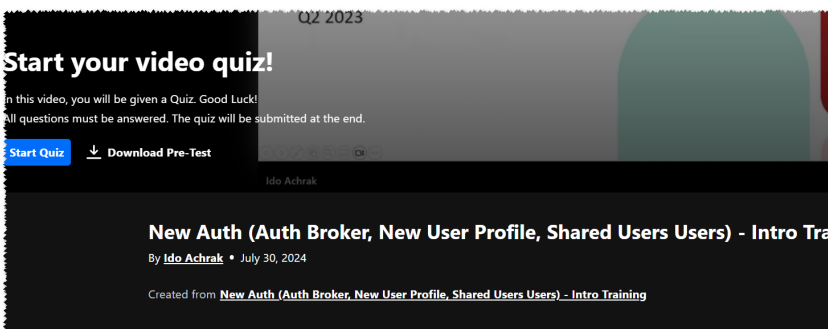 Q2 2023
Start your video quiz!
In this video, you will be given a Quiz. Good Luck!
All questions must be answered. The quiz will be submitted at the end.
Start Quiz
Download Pre-Test
Ido Achrak
New Auth (Auth Broker, New User Profile, Shared Users Users) - Intro Tra
By Ido Achrak • July 30, 2024
Created from New Auth (Auth Broker, New User Profile, Shared Users Users) - Intro Training